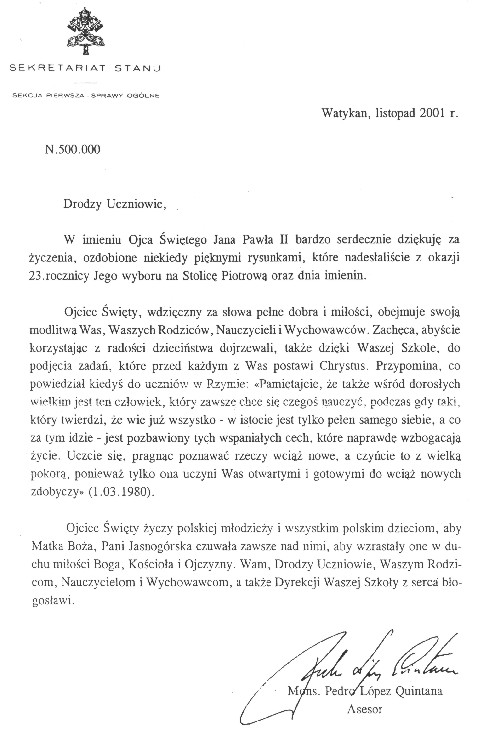 SEKRETARIAT STANU
SEKCJA PIERWSZA SPRAWY OGÓLNE
Watykan, listopad 2001 r.
N.500.000
Drodzy Uczniowie,
W imieniu Ojca Świętego Jana Pawła II bardzo serdecznie dziękuję za
życzenia, ozdobione niekiedy pięknymi rysunkami, które nadesłaliście z okazji
23.rocznicy Jego wyboru na Stolicę Piotrową oraz dnia imienin.
Ojciec Święty, wdzięczny za słowa pełne dobra i miłości, obejmuje swoją
modlitwą Was, Waszych Rodziców, Nauczycieli i Wychowawców. Zachęca, abyście
korzystając z radości dzieciństwa dojrzewali, także dzięki Waszej Szkole, do
podjęcia zadań, które przed każdym z Was postawi Chrystus. Przypomina, co
powiedział kiedyś do uczniów w Rzymie: «Pamiętajcie, że także wśród dorosłych
wielkim jest ten człowiek, który zawsze chce się czegoś nauczyć, podczas gdy taki,
który twierdzi, że wie już wszystko - w istocie jest tylko pełen samego siebie, a co
za tym idzie - jest pozbawiony tych wspaniałych cech, które naprawdę wzbogacają
życie. Uczcie się, pragnąc poznawać rzeczy wciąż nowe, a czyńcie to z wielką
pokorą, ponieważ tylko ona uczyni Was otwartymi i gotowymi do wciąż nowych
zdobyczy» (1.03.1980).
Ojciec Święty życzy polskiej młodzieży i wszystkim polskim dzieciom, aby
Matka Boża, Pani Jasnogórska czuwała zawsze nad nimi, aby wzrastały one w du-
chu miłości Boga, Kościoła i Ojczyzny. Wam, Drodzy Uczniowie, Waszym Rodzi-
com, Nauczycielom i Wychowawcom, a także Dyrekcji Waszej Szkoły z serca bło-
gosławi.
Mons. Pedro López Quintana
Asesor